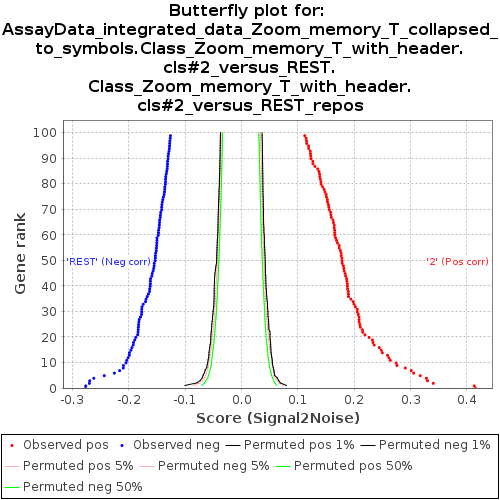 Butterfly plot for:
AssayData_integrated_data_Zoom_memory_T_collapsed_
to_symbols.Class_Zoom_memory_T_with_header.
cls#2_versus_REST.
Class_Zoom_memory_T_with_header.
cls#2_versus_REST_repos
100
90
80
70
60
50
40
30
20
10
0
Gene rank
'REST' (Neg corr)
'2' (Pos corr)
-0.3 -0.2 -0.1 0.0 0.1 0.2 0.3 0.4
Score (Signal2Noise)
Observed pos Observed neg Permuted pos 1% Permuted neg 1%
Permuted pos 5% Permuted neg 5% Permuted pos 50%
Permuted neg 50%